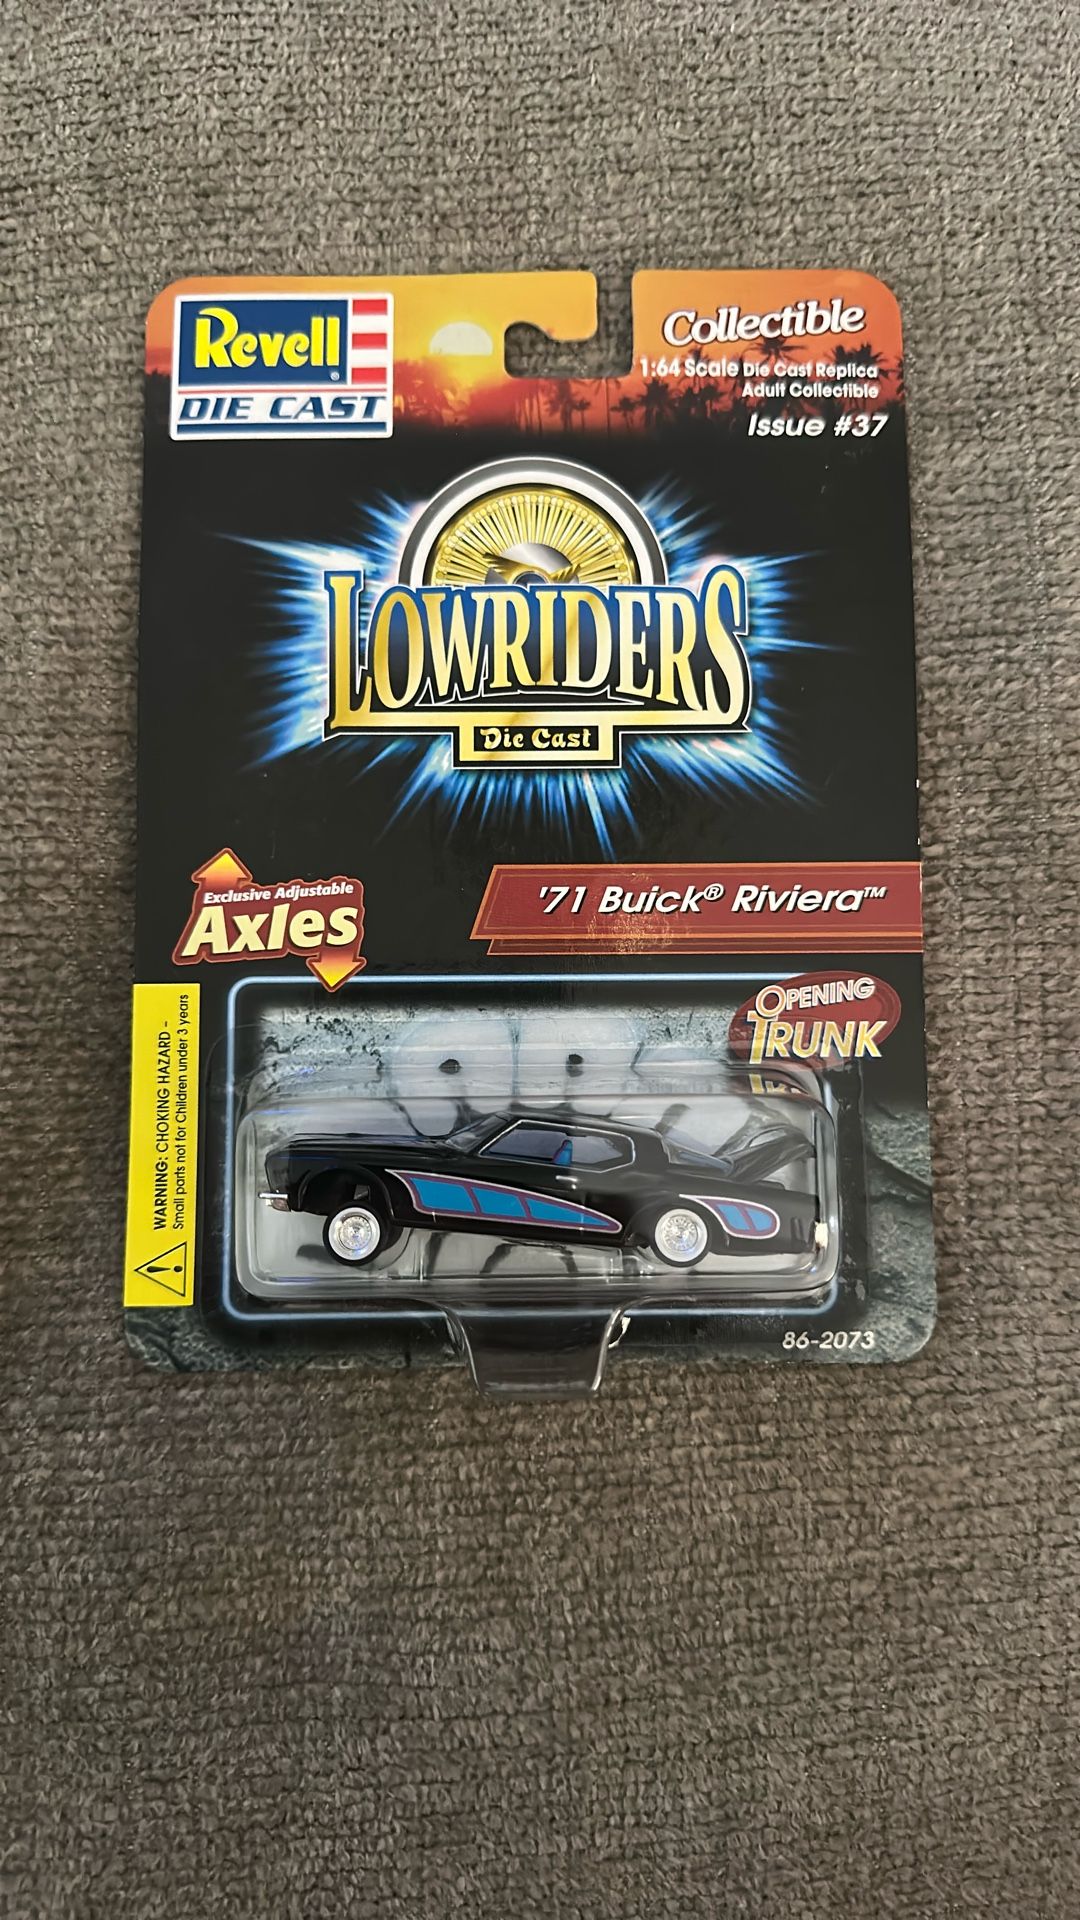 Revell®
DIE CAST
Collectible
1:64 Scale Die Cast Replica
Adult Collectible
Issue #37
LOWRIDERS
Die Cast
Exclusive Adjustable
Axles
'71 Buick® Riviera™
OPENING
TRUNK
WARNING: CHOKING HAZARD -
Small parts not for Children under 3 years
86-2073